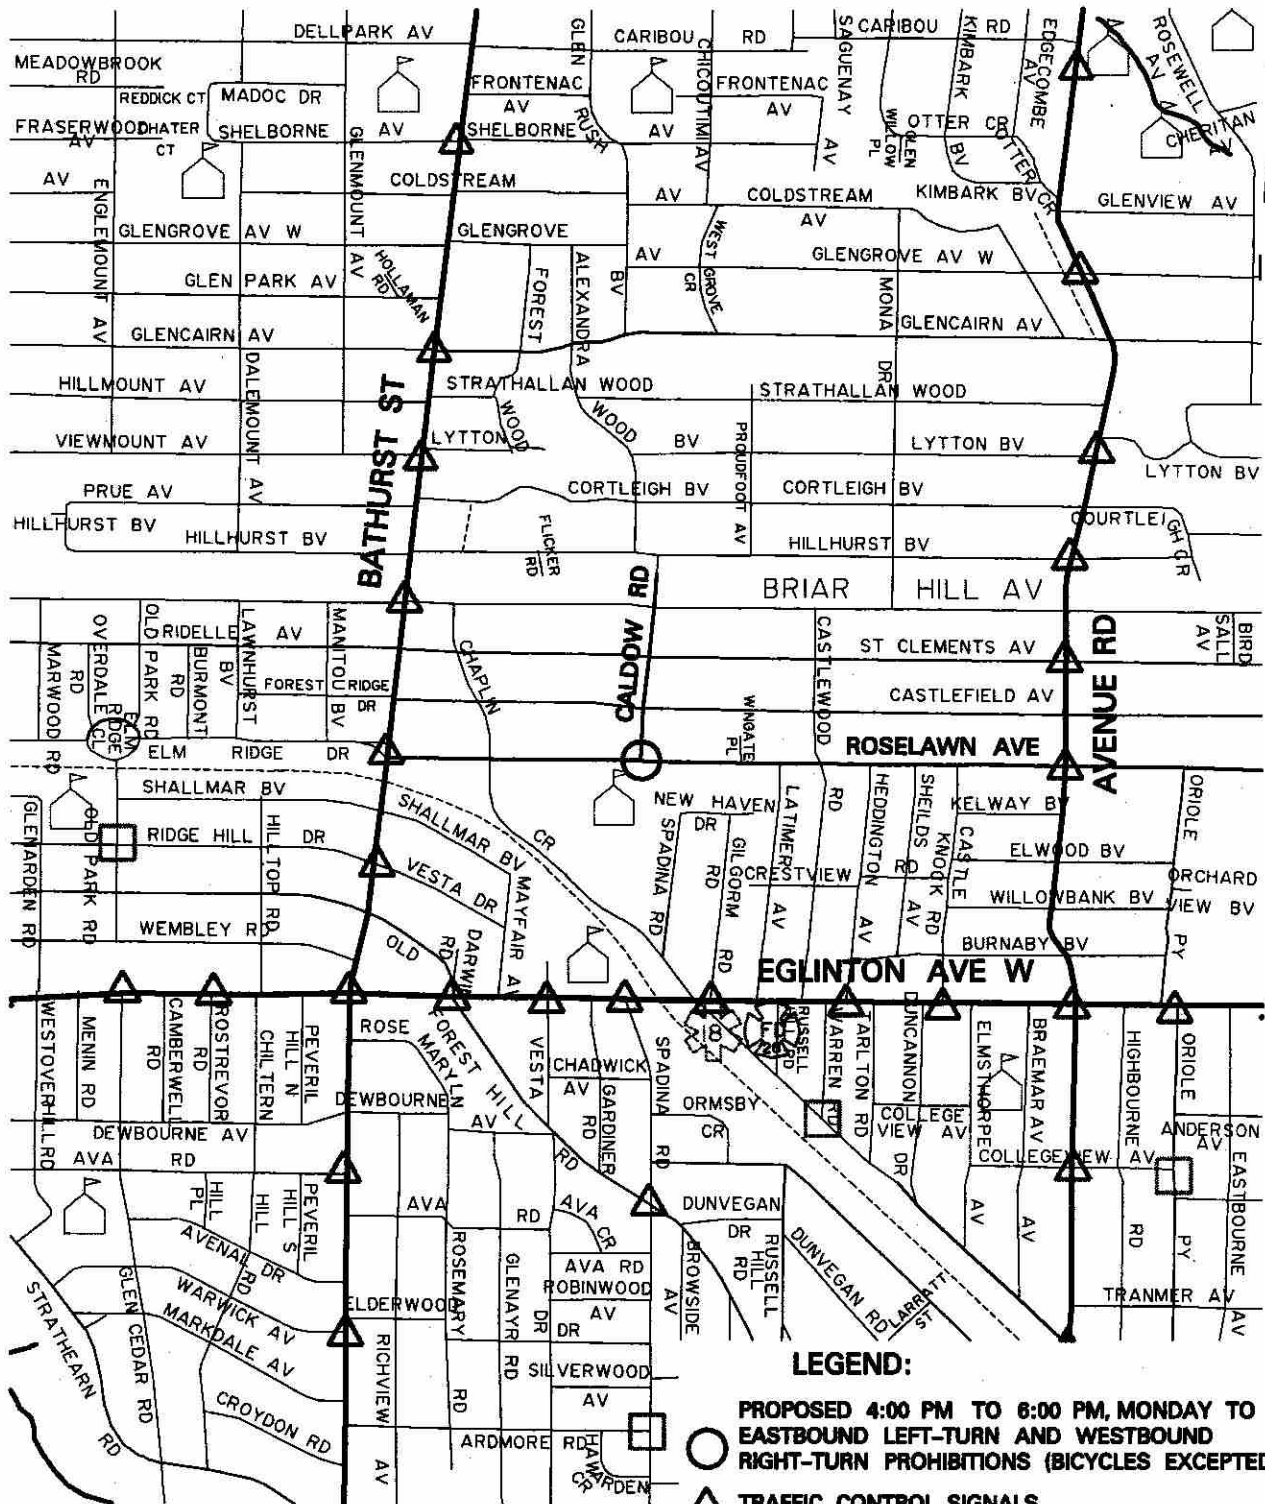 DELLPARK AV
GLEN RUSH
CARIBOU RD
CHICOUTIMI AV
SAGUENAY AV
CARIBOU RD
KIMBARK BV
EDGECOMBE AV
ROSEWELL AV
MEADOWBROOK RD
REDDICK CT
MADOC DR
FRONTENAC AV
FRONTENAC AV
FRASERWOOD AV
SHELBORNE AV
SHELBORNE AV
GLEN WILLOW PL
OTTER CR
OTTER CR
CHERITAN
AV
ENGLEMOUNT AV
GLENMOUNT AV
COLDSTREAM AV
COLDSTREAM AV
KIMBARK BV
GLENVIEW AV
GLENGROVE AV W
GLENGROVE AV
WEST GROVE CR
GLENGROVE AV W
HOLLAMAN RD
GLEN PARK AV
FOREST WOOD
ALEXANDRA WOOD
BV
MONA DR
GLENCAIRN AV
GLENCAIRN AV
HILLMOUNT AV
DALEMOUNT AV
STRATHALLAN WOOD
STRATHALLAN WOOD
BATHURST ST
VIEWMOUNT AV
LYTTON BV
PROUDFOOT AV
LYTTON BV
LYTTON BV
PRUE AV
CORTLEIGH BV
CORTLEIGH BV
COURTLEIGH CR
HILLHURST BV
HILLHURST BV
FLICKER RD
HILLHURST BV
BRIAR HILL AV
CALDOW RD
OVERDALE RD
MARWOOD RD
OLD PARK RD
RIDELLE AV
BURMONT RD
LAWNHURST BV
MANITOU BV
FOREST RIDGE DR
CHAPLIN CR
CASTLEWOOD RD
ST CLEMENTS AV
BIRDSALL AV
CASTLEFIELD AV
AVENUE RD
ELM RIDGE CL
ELM RIDGE DR
WINGATE PL
ROSELAWN AVE
SHALLMAR BV
SHALLMAR BV
GLENARDEN RD
OLD PARK RD
RIDGE HILL DR
HILLTOP RD
VESTA DR
MAYFAIR AV
NEW HAVEN DR
SPADINA RD
GILGORM RD
LATIMER AV
HEDDINGTON AV
SHEILDS AV
KNOCK RD
CASTLE
KELWAY BV
ELWOOD BV
ORIOLE PY
CRESTVIEW RD
WILLOWBANK BV
ORCHARD VIEW BV
WEMBLEY RD
OLD FOREST HILL RD
BURNABY BV
EGLINTON AVE W
WESTOVER HILL RD
MENIN RD
CAMBERWELL RD
ROSTREVOR RD
CHILTERN HILL
PEVERIL HILL N
ROSEMARY LN
VESTA
CHADWICK AV
GARDINER RD
SPADINA RD
18
RUSSELL HILL RD
WARREN RD
TARLTON RD
DUNCANNON DR
ELMSTHORPE AV
BRAEMAR AV
HIGHBOURNE RD
ORIOLE PY
EASTBOURNE AV
ORMSBY CR
COLLEGE VIEW AV
COLLEGE VIEW AV
ANDERSON AV
DEWBOURNE AV
DEWBOURNE AV
AVA RD
HILL PL
PEVERIL HILL S
AVENAL DR
AVA RD
AVA CR
AVA RD
DUNVEGAN DR
RUSSELL HILL RD
DUNVEGAN RD
LARRATT ST
TRANMER AV
STRATHEARN RD
GLEN CEDAR RD
WARWICK AV
MARKDALE AV
CROYDON RD
ELDERWOOD
RICHVIEW AV
ROSEMARY RD
GLENAYR RD
ROBINWOOD AV
DR
SILVERWOOD AV
BROWSIDE AV
ARDMORE RD
HAWARDEN CR
LEGEND:
PROPOSED 4:00 PM TO 6:00 PM, MONDAY TO
EASTBOUND LEFT-TURN AND WESTBOUND
RIGHT-TURN PROHIBITIONS (BICYCLES EXCEPTED
TRAFFIC CONTROL SIGNALS